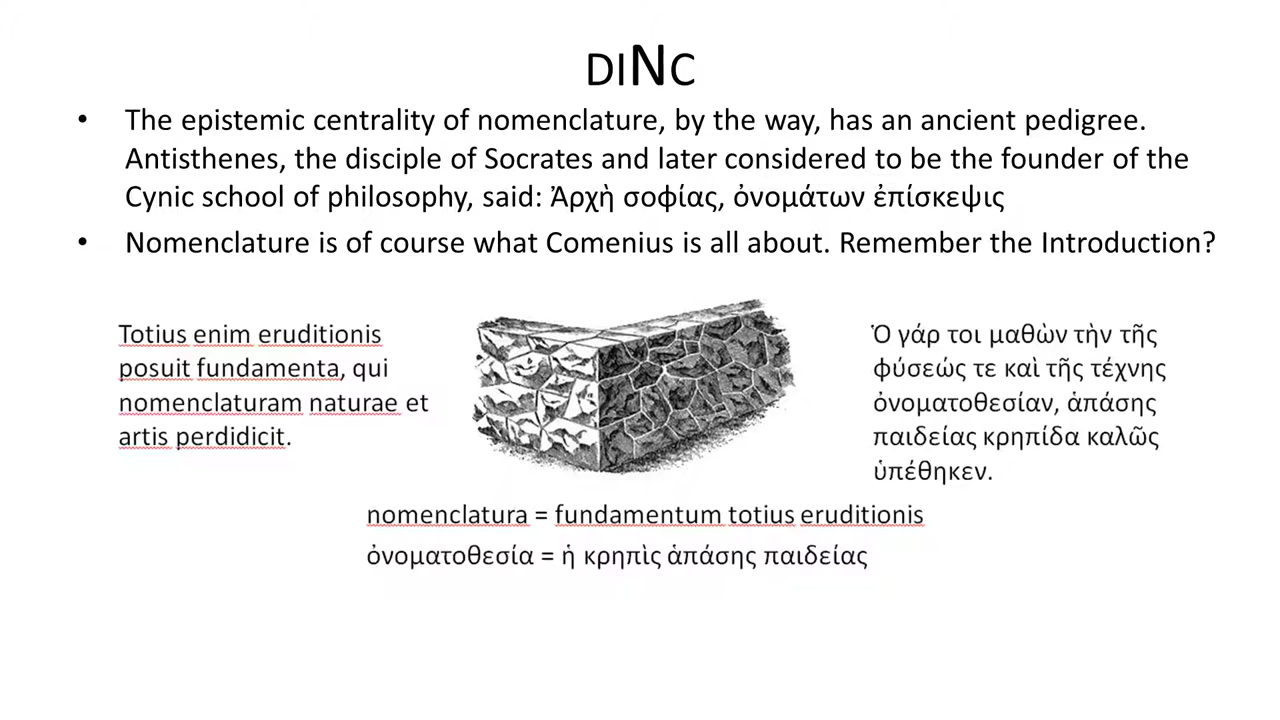 DINC
• The epistemic centrality of nomenclature, by the way, has an ancient pedigree.
Antisthenes, the disciple of Socrates and later considered to be the founder of the
Cynic school of philosophy, said: Ἀρχὴ σοφίας, ὀνομάτων ἐπίσκεψις
• Nomenclature is of course what Comenius is all about. Remember the Introduction?
Totius enim eruditionis
posuit fundamenta, qui
nomenclaturam naturae et
artis perdidicit.
Ὁ γάρ τοι μαθὼν τὴν τῆς
φύσεώς τε καὶ τῆς τέχνης
ὀνοματοθεσίαν, ἁπάσης
παιδείας κρηπίδα καλῶς
ὑπέθηκεν.
nomenclatura = fundamentum totius eruditionis
ὀνοματοθεσία = ἡ κρηπὶς ἁπάσης παιδείας